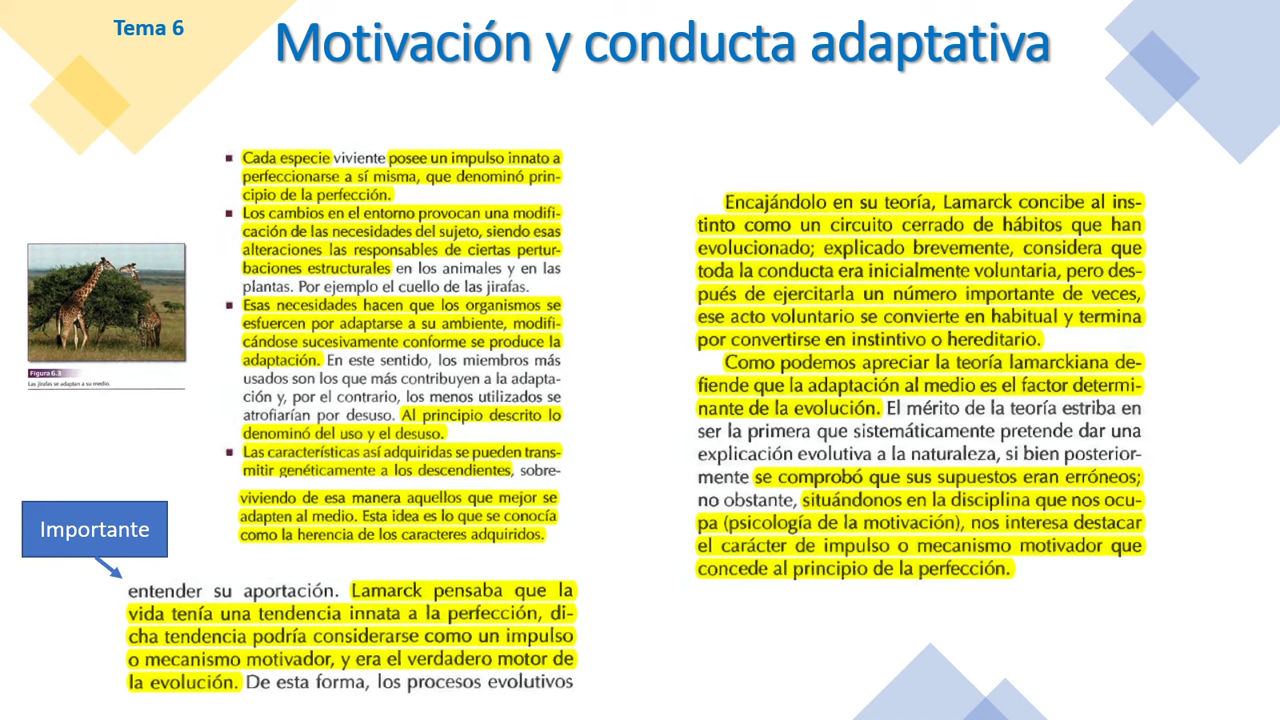 Tema 6
Motivación y conducta adaptativa
■ Cada especie viviente posee un impulso innato a
perfeccionarse a sí misma, que denominó prin-
cipio de la perfección.
■ Los cambios en el entorno provocan una modifi-
cación de las necesidades del sujeto, siendo esas
alteraciones las responsables de ciertas pertur-
baciones estructurales en los animales y en las
plantas. Por ejemplo el cuello de las jirafas.
■ Esas necesidades hacen que los organismos se
esfuercen por adaptarse a su ambiente, modifi-
cándose sucesivamente conforme se produce la
adaptación. En este sentido, los miembros más
usados son los que más contribuyen a la adapta-
ción y, por el contrario, los menos utilizados se
atrofiarían por desuso. Al principio descrito lo
denominó del uso y el desuso.
■ Las características así adquiridas se pueden trans-
mitir genéticamente a los descendientes, sobre-
viviendo de esa manera aquellos que mejor se
adapten al medio. Esta idea es lo que se conocía
como la herencia de los caracteres adquiridos.
Figura 6.3
Las jirafas se adaptan a su medio.
Importante
entender su aportación. Lamarck pensaba que la
vida tenía una tendencia innata a la perfección, di-
cha tendencia podría considerarse como un impulso
o mecanismo motivador, y era el verdadero motor de
la evolución. De esta forma, los procesos evolutivos
Encajándolo en su teoría, Lamarck concibe al ins-
tinto como un circuito cerrado de hábitos que han
evolucionado; explicado brevemente, considera que
toda la conducta era inicialmente voluntaria, pero des-
pués de ejercitarla un número importante de veces,
ese acto voluntario se convierte en habitual y termina
por convertirse en instintivo o hereditario.
Como podemos apreciar la teoría lamarckiana de-
fiende que la adaptación al medio es el factor determi-
nante de la evolución. El mérito de la teoría estriba en
ser la primera que sistemáticamente pretende dar una
explicación evolutiva a la naturaleza, si bien posterior-
mente se comprobó que sus supuestos eran erróneos;
no obstante, situándonos en la disciplina que nos ocu-
pa (psicología de la motivación), nos interesa destacar
el carácter de impulso o mecanismo motivador que
concede al principio de la perfección.